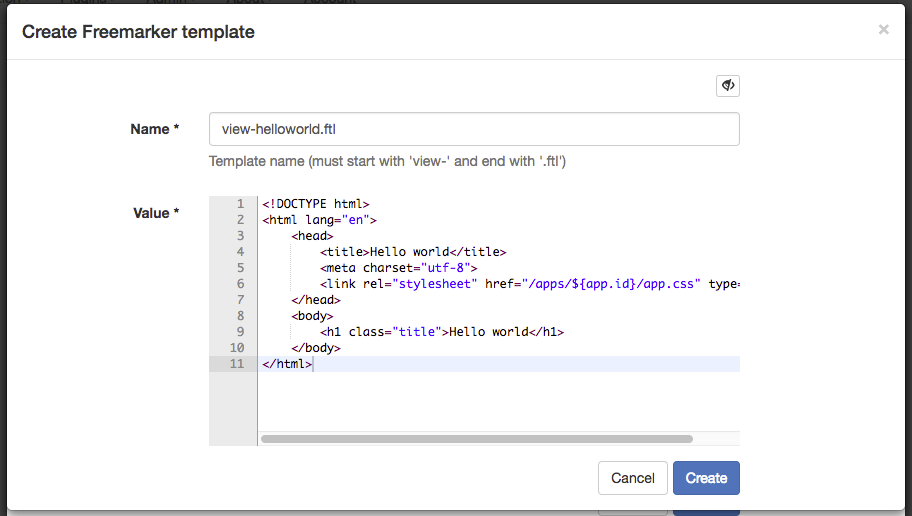 Create Freemarker template
×
Name *
view-helloworld.ftl
Template name (must start with 'view-' and end with '.ftl')
Value *
1 <!DOCTYPE html>
2 <html lang="en">
3 <head>
4 <title>Hello world</title>
5 <meta charset="utf-8">
6 <link rel="stylesheet" href="/apps/${app.id}/app.css" type=
7 </head>
8 <body>
9 <h1 class="title">Hello world</h1>
10 </body>
11 </html>
Cancel
Create